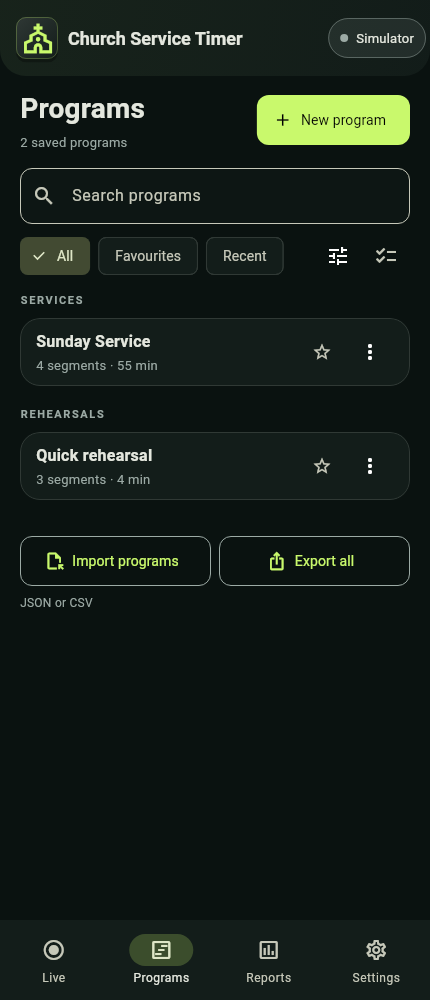 Church Service Timer
Simulator
Programs
2 saved programs
New program
Search programs
All
Favourites
Recent
SERVICES
Sunday Service
4 segments · 55 min
REHEARSALS
Quick rehearsal
3 segments · 4 min
Import programs
Export all
JSON or CSV
Live
Programs
Reports
Settings